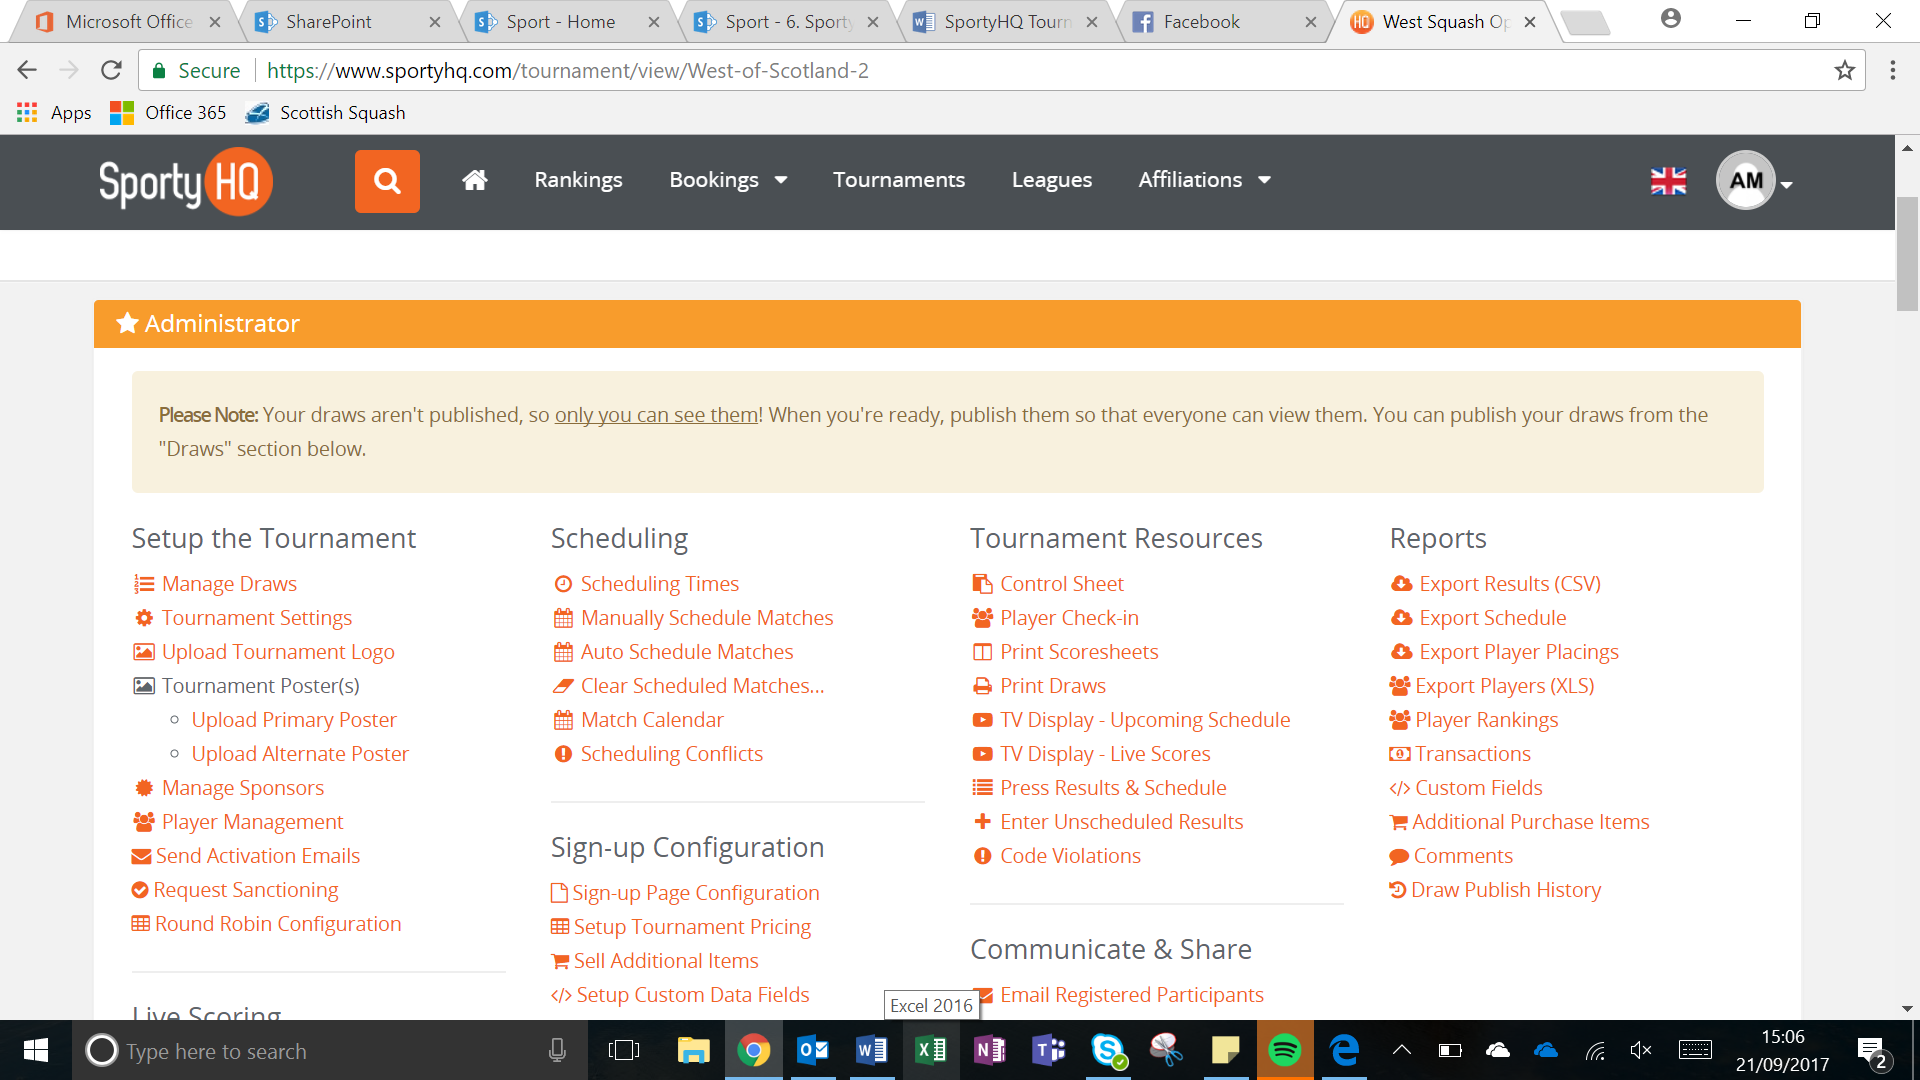 Microsoft Office
SharePoint
Sport - Home
Sport - 6. Sporty
SportyHQ Tourn
Facebook
West Squash Op
Secure
https://www.sportyhq.com/tournament/view/West-of-Scotland-2
Apps
Office 365
Scottish Squash
SportyHQ
Rankings
Bookings
Tournaments
Leagues
Affiliations
AM
Administrator
Please Note: Your draws aren't published, so only you can see them! When you're ready, publish them so that everyone can view them. You can publish your draws from the
"Draws" section below.
Setup the Tournament
Manage Draws
Tournament Settings
Upload Tournament Logo
Tournament Poster(s)
Upload Primary Poster
Upload Alternate Poster
Manage Sponsors
Player Management
Send Activation Emails
Request Sanctioning
Round Robin Configuration
Live Scoring
Scheduling
Scheduling Times
Manually Schedule Matches
Auto Schedule Matches
Clear Scheduled Matches...
Match Calendar
Scheduling Conflicts
Sign-up Configuration
Sign-up Page Configuration
Setup Tournament Pricing
Sell Additional Items
Setup Custom Data Fields
Tournament Resources
Control Sheet
Player Check-in
Print Scoresheets
Print Draws
TV Display - Upcoming Schedule
TV Display - Live Scores
Press Results & Schedule
Enter Unscheduled Results
Code Violations
Communicate & Share
Email Registered Participants
Reports
Export Results (CSV)
Export Schedule
Export Player Placings
Export Players (XLS)
Player Rankings
Transactions
Custom Fields
Additional Purchase Items
Comments
Draw Publish History
Excel 2016
Type here to search
15:06
21/09/2017
2